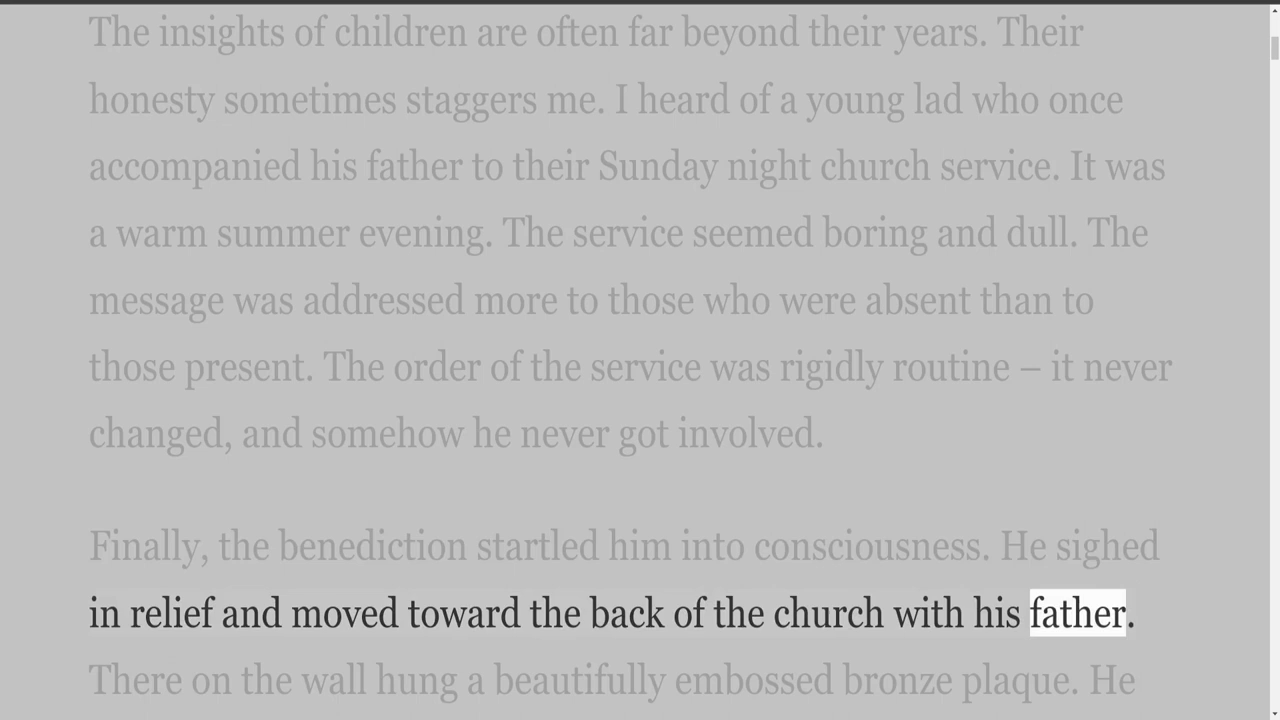 The insights of children are often far beyond their years. Their
honesty sometimes staggers me. I heard of a young lad who once
accompanied his father to their Sunday night church service. It was
a warm summer evening. The service seemed boring and dull. The
message was addressed more to those who were absent than to
those present. The order of the service was rigidly routine – it never
changed, and somehow he never got involved.
Finally, the benediction startled him into consciousness. He sighed
in relief and moved toward the back of the church with his father.
There on the wall hung a beautifully embossed bronze plaque. He